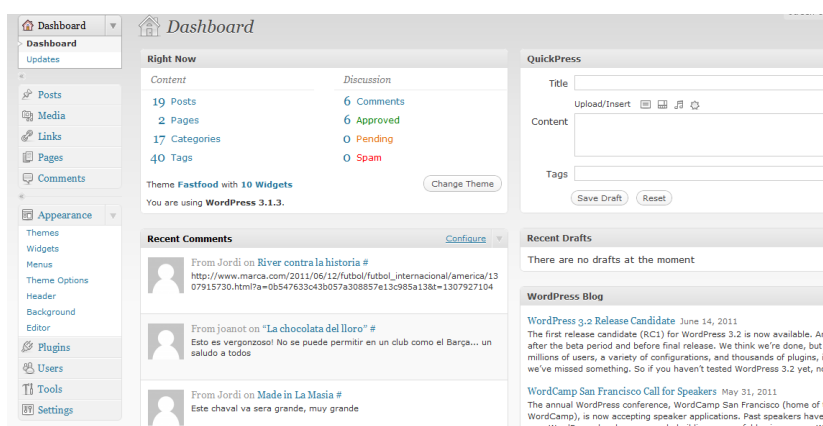 Dashboard
Dashboard
Updates
Posts
Media
Links
Pages
Comments
Appearance
Themes
Widgets
Menus
Theme Options
Header
Background
Editor
Plugins
Users
Tools
Settings
Dashboard
Right Now
Content
Discussion
19 Posts
6 Comments
2 Pages
6 Approved
17 Categories
0 Pending
40 Tags
0 Spam
Theme Fastfood with 10 Widgets
Change Theme
You are using WordPress 3.1.3.
Recent Comments
Configure
From Jordi on River contra la historia #
http://www.marca.com/2011/06/12/futbol/futbol_internacional/america/13
07915730.html?a=0b547633c43b057a308857e13c985a13&t=1307927104
From joanot on “La chocolata del lloro” #
Esto es vergonzoso! No se puede permitir en un club como el Barça... un
saludo a todos
From Jordi on Made in La Masia #
Este chaval va sera grande, muy grande
QuickPress
Title
Upload/Insert
Content
Tags
Save Draft
Reset
Recent Drafts
There are no drafts at the moment
WordPress Blog
WordPress 3.2 Release Candidate June 14, 2011
The first release candidate (RC1) for WordPress 3.2 is now available. An
after the beta period and before final release. We think we're done, but
millions of users, a variety of configurations, and thousands of plugins, i
we've missed something. So if you haven't tested WordPress 3.2 yet, no
WordCamp San Francisco Call for Speakers May 31, 2011
The annual WordPress conference, WordCamp San Francisco (home of
WordCamp), is now accepting speaker applications. Past speakers have